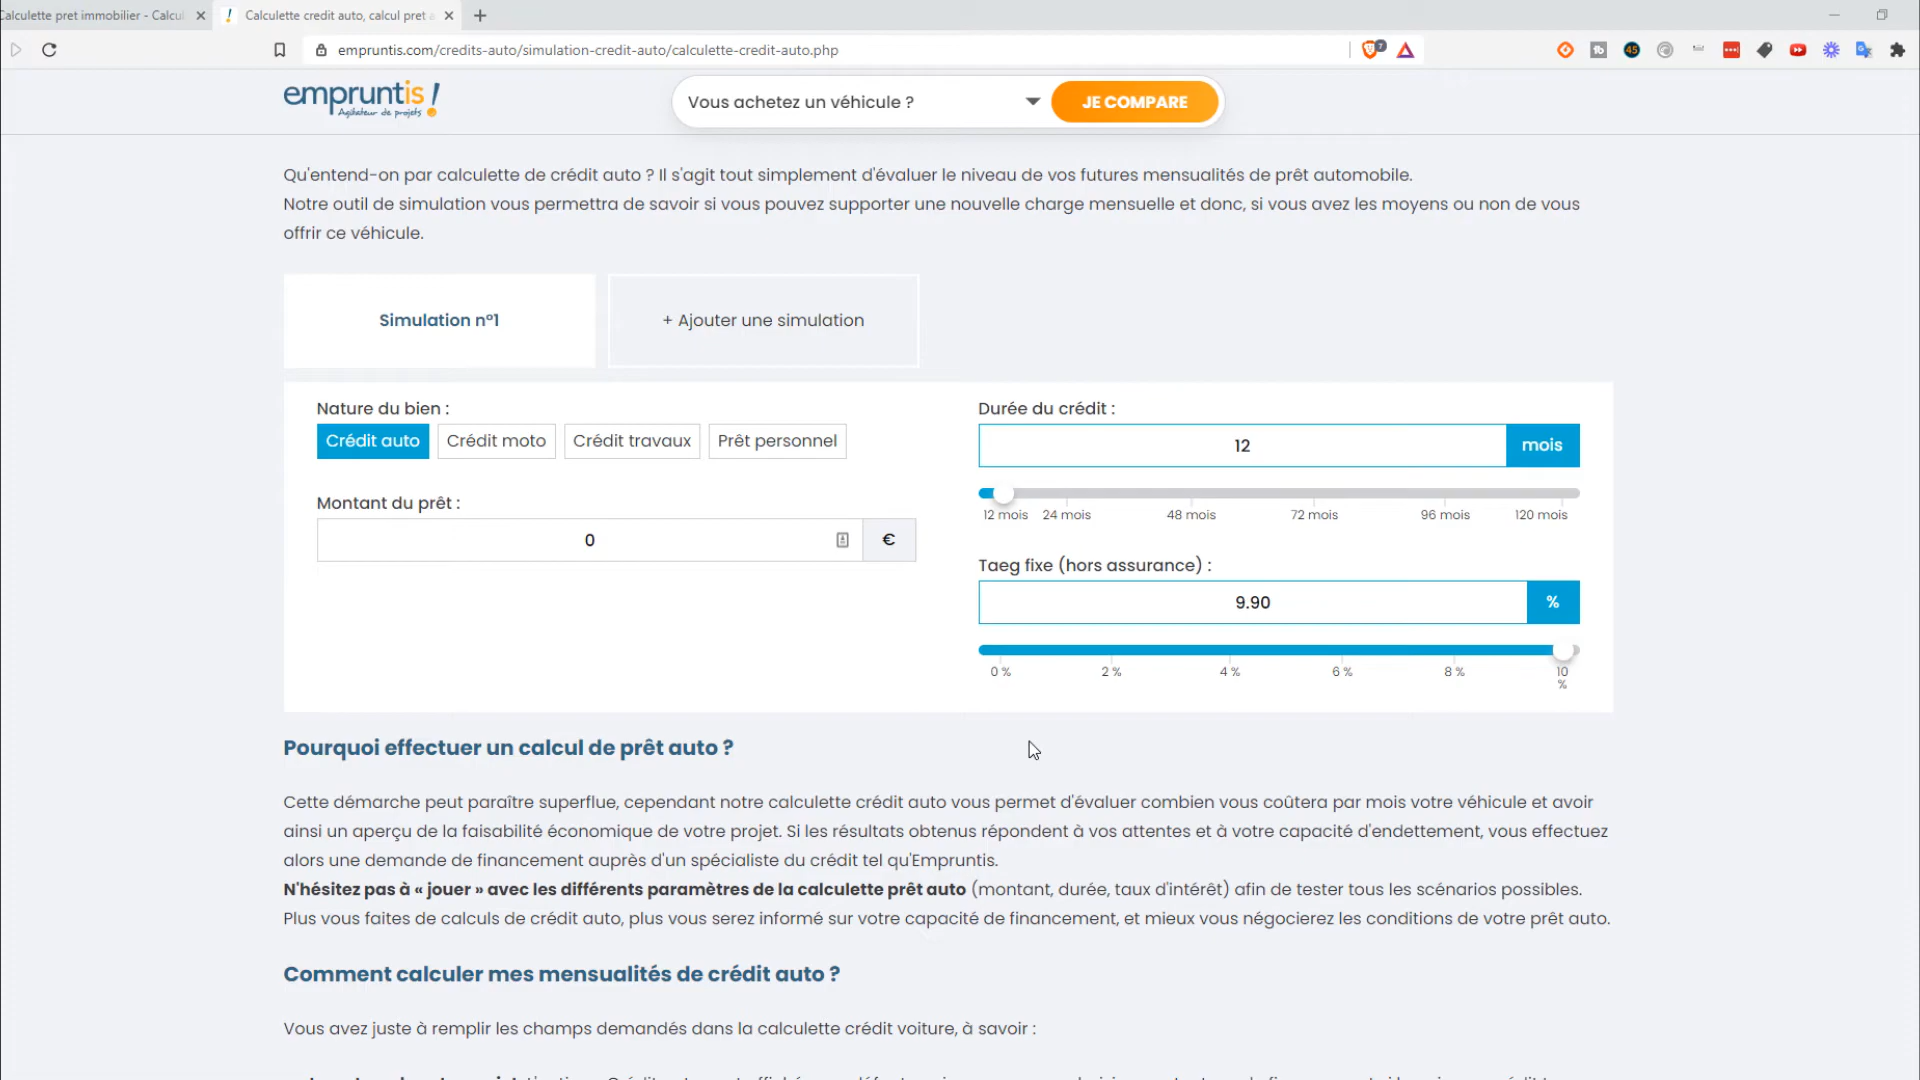 Calculette pret immobilier - Calcul
Calculette credit auto, calcul pret a
empruntis.com/credits-auto/simulation-credit-auto/calculette-credit-auto.php
7
45
empruntis!
Agitateur de projets
Vous achetez un véhicule ?
JE COMPARE
Qu'entend-on par calculette de crédit auto ? Il s'agit tout simplement d'évaluer le niveau de vos futures mensualités de prêt automobile.
Notre outil de simulation vous permettra de savoir si vous pouvez supporter une nouvelle charge mensuelle et donc, si vous avez les moyens ou non de vous
offrir ce véhicule.
Simulation n°1
+ Ajouter une simulation
Nature du bien :
Crédit auto
Crédit moto
Crédit travaux
Prêt personnel
Montant du prêt :
0
€
Durée du crédit :
12
mois
12 mois 24 mois 48 mois 72 mois 96 mois 120 mois
Taeg fixe (hors assurance) :
9.90
%
0 % 2 % 4 % 6 % 8 % 10 %
Pourquoi effectuer un calcul de prêt auto ?
Cette démarche peut paraître superflue, cependant notre calculette crédit auto vous permet d'évaluer combien vous coûtera par mois votre véhicule et avoir
ainsi un aperçu de la faisabilité économique de votre projet. Si les résultats obtenus répondent à vos attentes et à votre capacité d'endettement, vous effectuez
alors une demande de financement auprès d'un spécialiste du crédit tel qu'Empruntis.
N'hésitez pas à « jouer » avec les différents paramètres de la calculette prêt auto (montant, durée, taux d'intérêt) afin de tester tous les scénarios possibles.
Plus vous faites de calculs de crédit auto, plus vous serez informé sur votre capacité de financement, et mieux vous négocierez les conditions de votre prêt auto.
Comment calculer mes mensualités de crédit auto ?
Vous avez juste à remplir les champs demandés dans la calculette crédit voiture, à savoir :